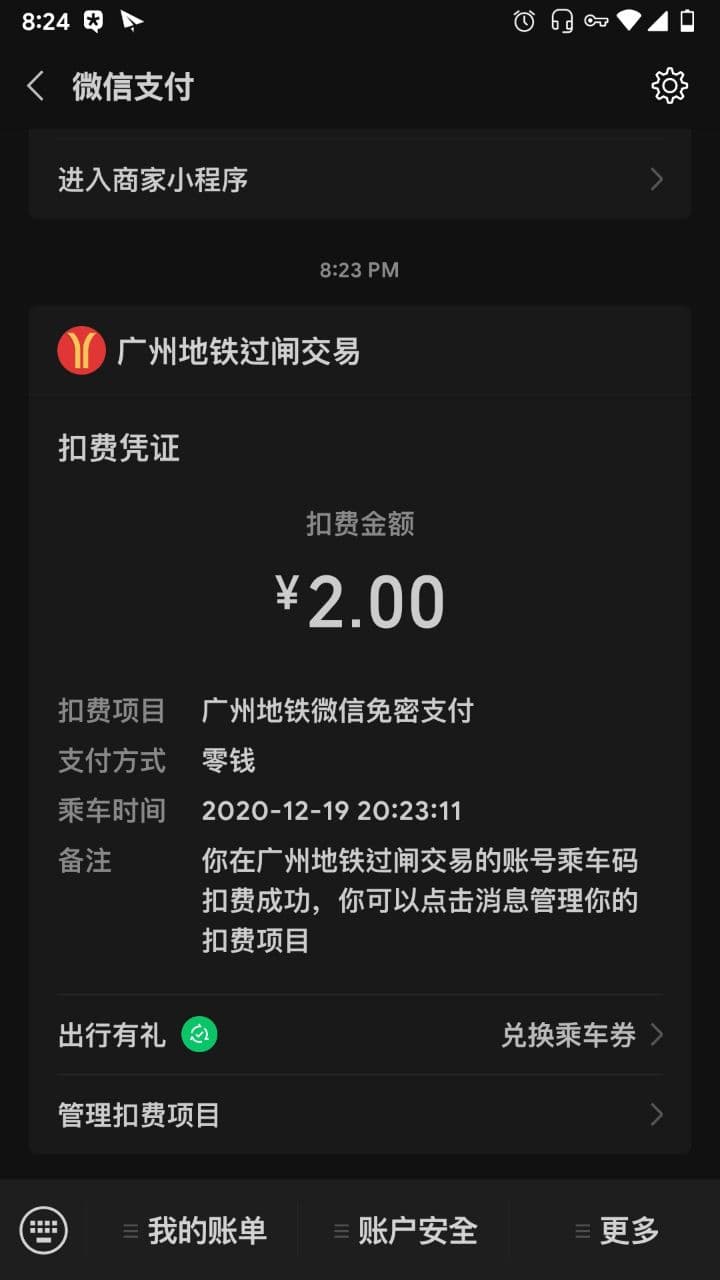 8:24
微信支付
进入商家小程序
8:23 PM
广州地铁过闸交易
扣费凭证
扣费金额
¥2.00
扣费项目 广州地铁微信免密支付
支付方式 零钱
乘车时间 2020-12-19 20:23:11
备注 你在广州地铁过闸交易的账号乘车码
扣费成功，你可以点击消息管理你的
扣费项目
出行有礼 兑换乘车券
管理扣费项目
我的账单 账户安全 更多